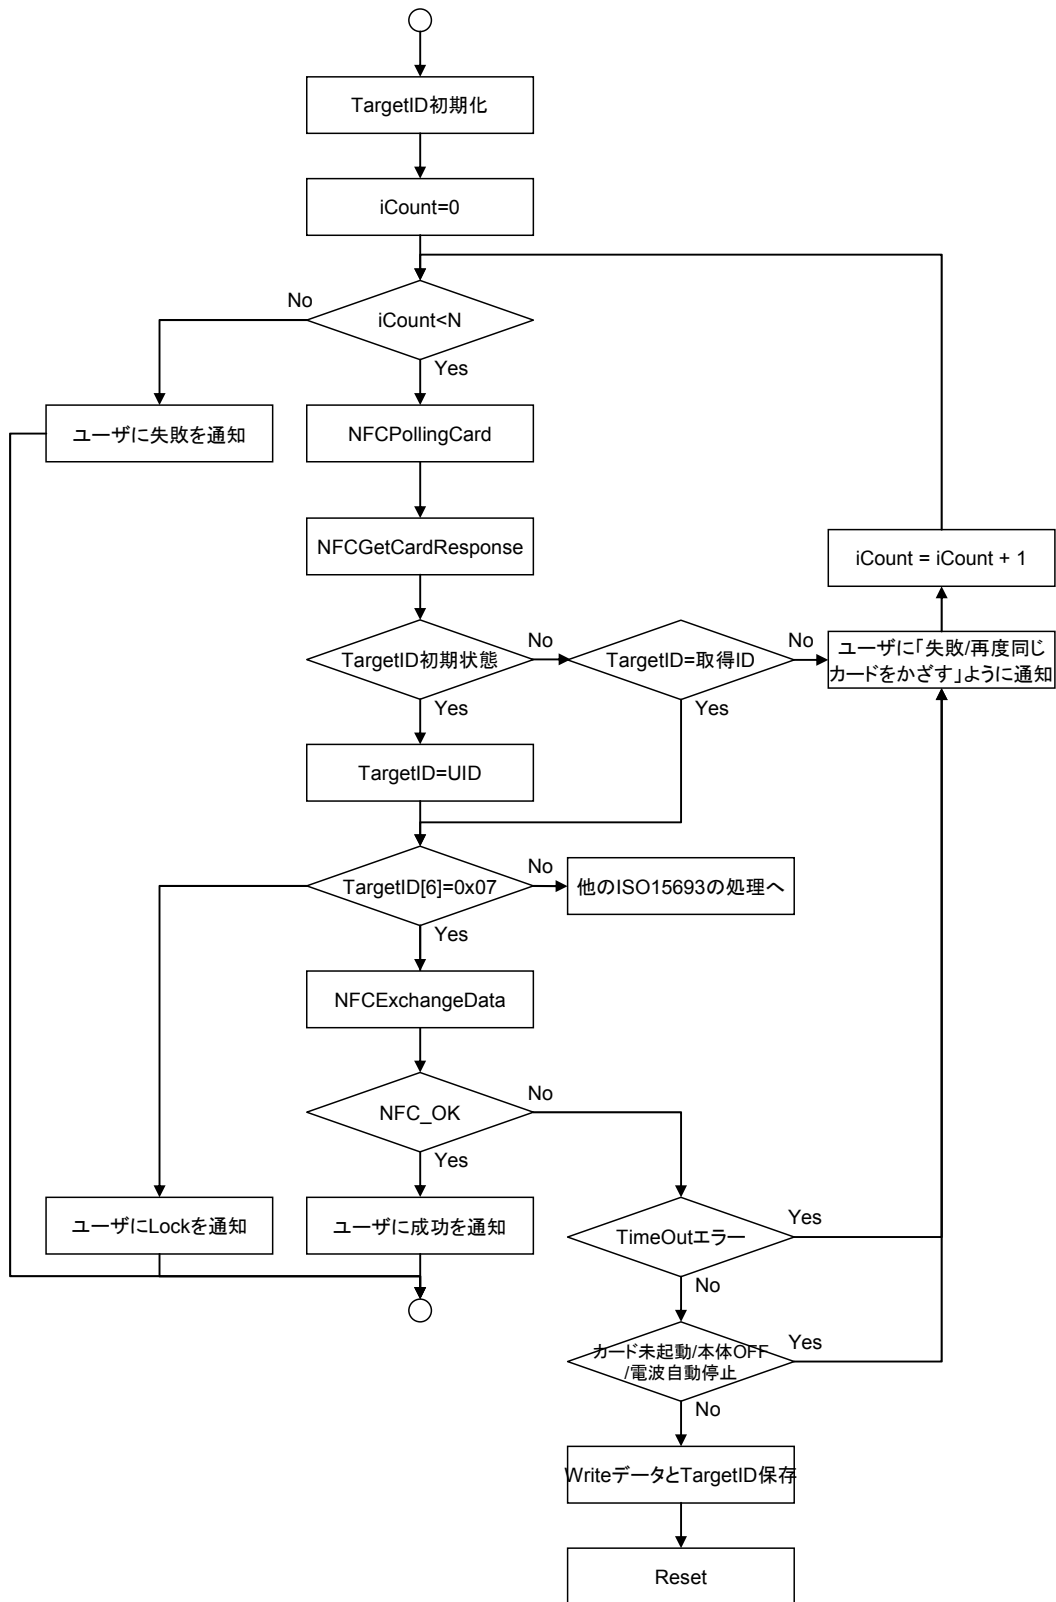 TargetID初期化
iCount=0
No
iCount<N
Yes
ユーザに失敗を通知
NFCPollingCard
NFCGetCardResponse
iCount = iCount + 1
No
No
TargetID初期状態
TargetID=取得ID
ユーザに「失敗/再度同じ
カードをかざす」ように通知
Yes
Yes
TargetID=UID
No
TargetID[6]=0x07
他のISO15693の処理へ
Yes
NFCExchangeData
No
NFC_OK
Yes
ユーザにLockを通知
ユーザに成功を通知
Yes
TimeOutエラー
No
Yes
カード未起動/本体OFF
/電波自動停止
No
WriteデータとTargetID保存
Reset